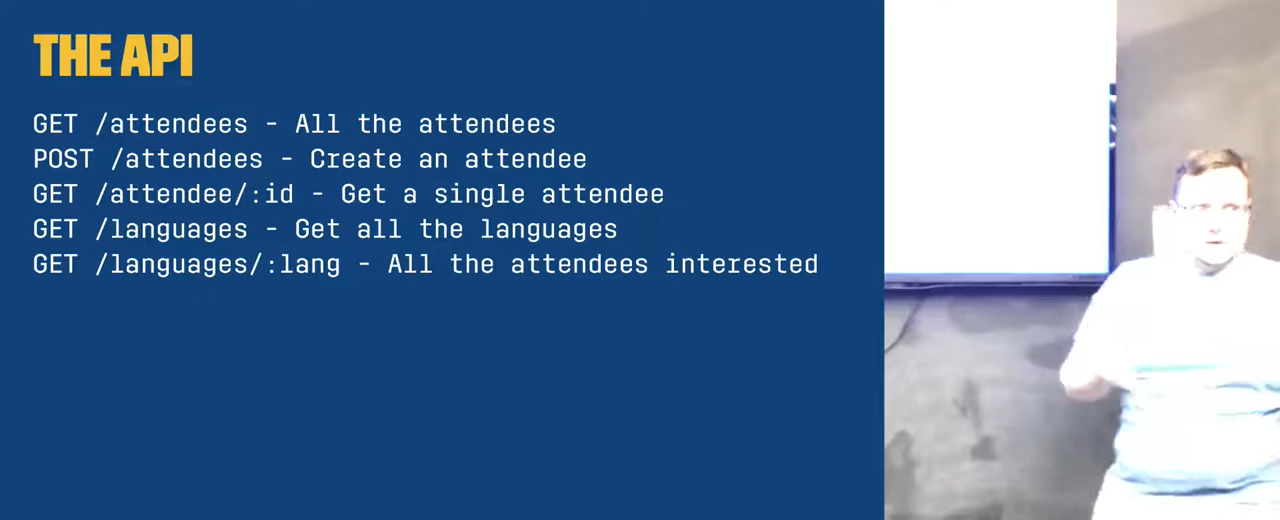 THE API
GET /attendees - All the attendees
POST /attendees - Create an attendee
GET /attendee/:id - Get a single attendee
GET /languages - Get all the languages
GET /languages/:lang - All the attendees interested